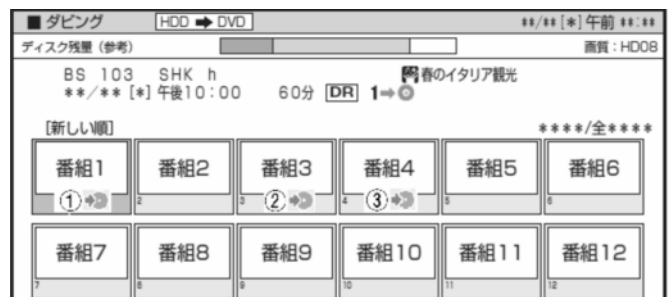 ■ ダビング HDD ➡ DVD **/** [*] 午前 **:**
ディスク残量 (参考) 画質:HD08
BS 103 SHK h 春のイタリア観光
**/** [*] 午後10:00 60分 DR 1➡
[新しい順] ****/全****
番組1 番組2 番組3 番組4 番組5 番組6
① ② ③
2 3 4 5 6
番組7 番組8 番組9 番組10 番組11 番組12
7 8 9 10 11 12